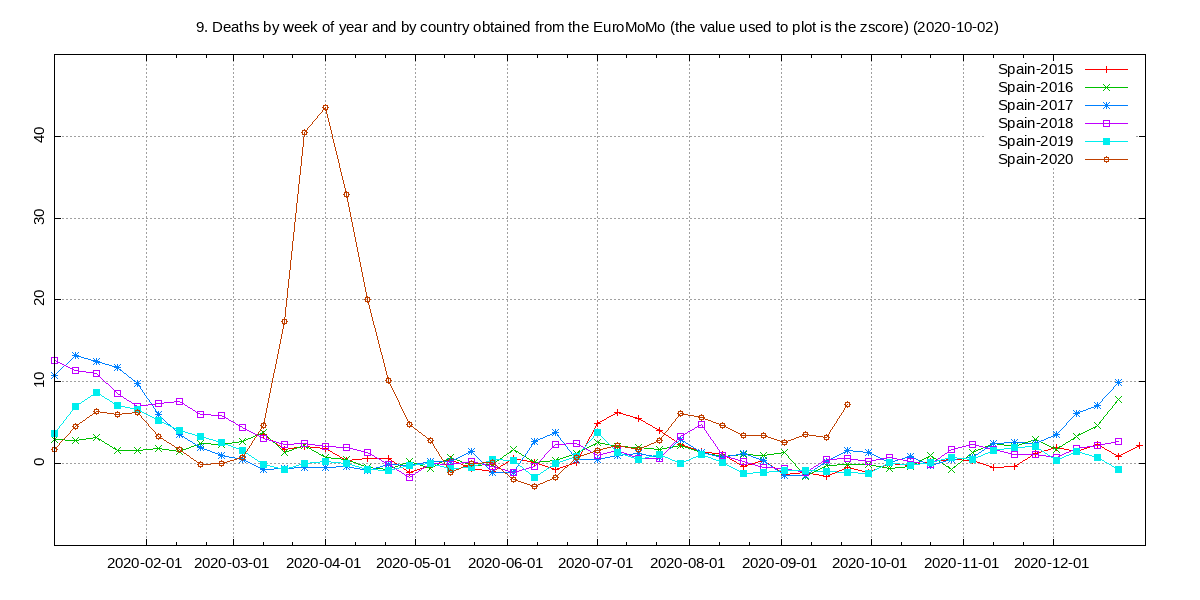 9. Deaths by week of year and by country obtained from the EuroMoMo (the value used to plot is the zscore) (2020-10-02)
Spain-2015
Spain-2016
Spain-2017
Spain-2018
Spain-2019
Spain-2020
40
30
20
10
0
2020-02-01 2020-03-01 2020-04-01 2020-05-01 2020-06-01 2020-07-01 2020-08-01 2020-09-01 2020-10-01 2020-11-01 2020-12-01